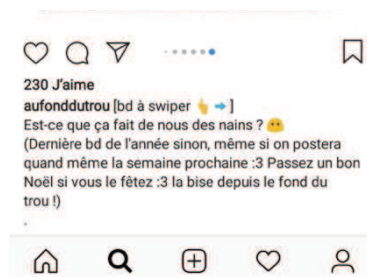 230 J'aime
aufonddutrou [bd à swiper 👆➡]
Est-ce que ça fait de nous des nains ? 😶
(Dernière bd de l'année sinon, même si on postera
quand même la semaine prochaine :3 Passez un bon
Noël si vous le fêtez :3 la bise depuis le fond du
trou !)
.